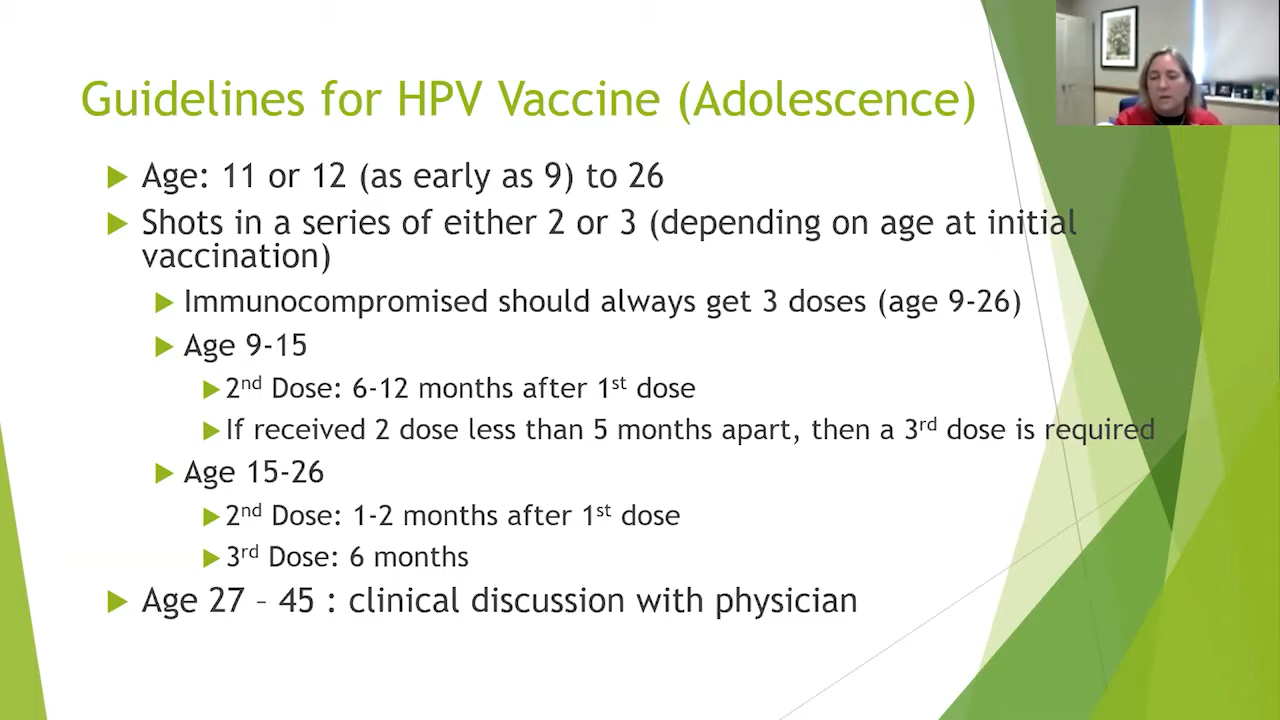 Guidelines for HPV Vaccine (Adolescence)
Age: 11 or 12 (as early as 9) to 26
Shots in a series of either 2 or 3 (depending on age at initial
vaccination)
Immunocompromised should always get 3 doses (age 9-26)
Age 9-15
2nd Dose: 6-12 months after 1st dose
If received 2 dose less than 5 months apart, then a 3rd dose is required
Age 15-26
2nd Dose: 1-2 months after 1st dose
3rd Dose: 6 months
Age 27 – 45 : clinical discussion with physician